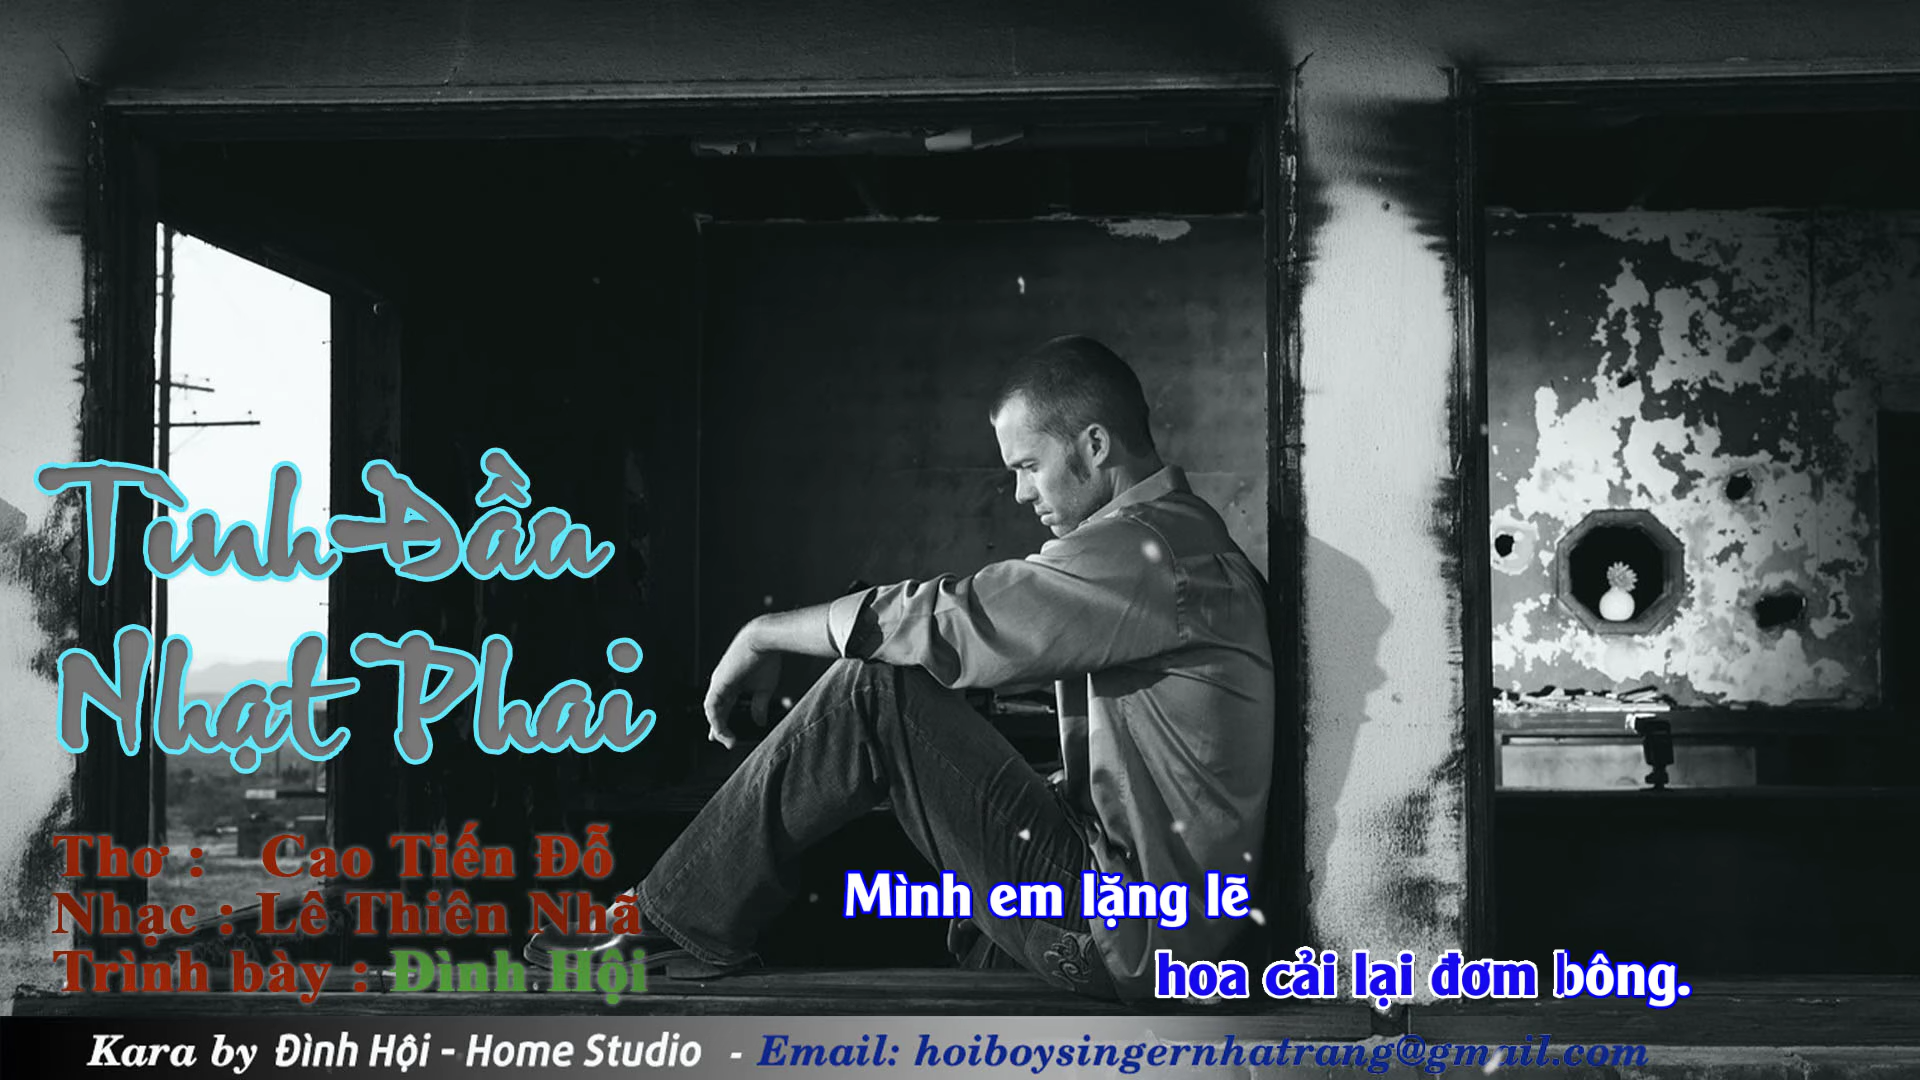 Tình Đần
Nhạt Phai
Thơ : Cao Tiến Đỗ
Nhạc : Lê Thiên Nhã
Trình bày : Đình Hội
Mình em lặng lẽ
hoa cải lại đơm bông.
Kara by Đình Hội - Home Studio - Email: hoiboysingernhatrang@gmail.com